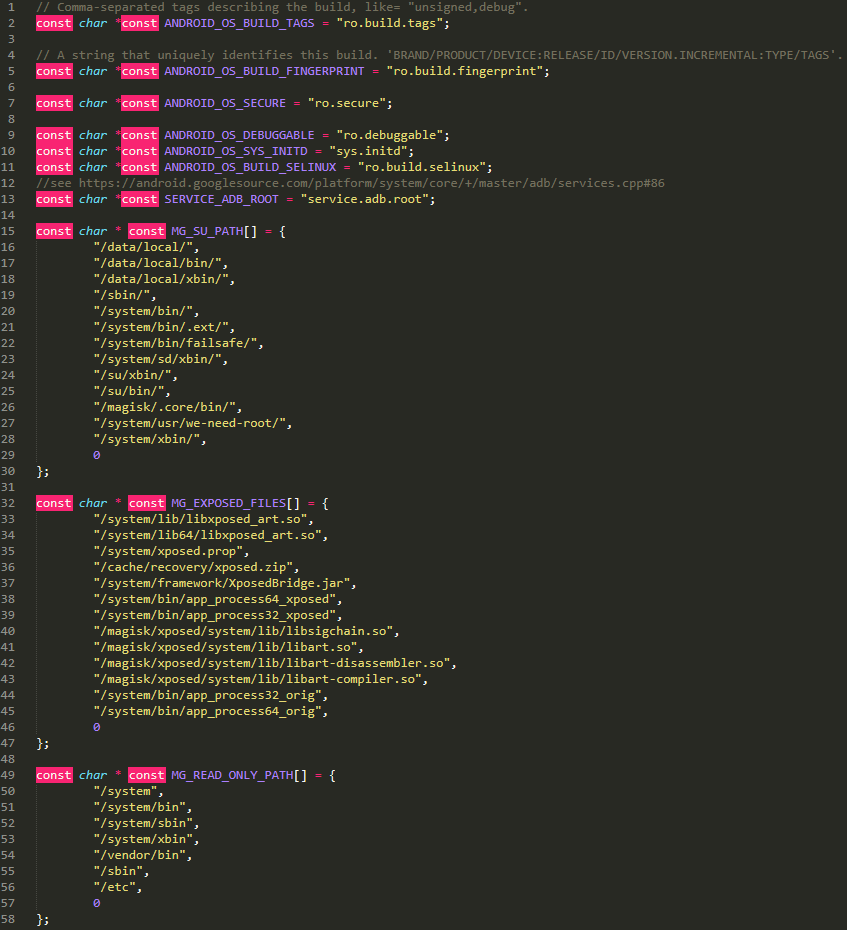 1 // Comma-separated tags describing the build, like= "unsigned,debug".
2 const char *const ANDROID_OS_BUILD_TAGS = "ro.build.tags";
3
4 // A string that uniquely identifies this build. 'BRAND/PRODUCT/DEVICE:RELEASE/ID/VERSION.INCREMENTAL:TYPE/TAGS'.
5 const char *const ANDROID_OS_BUILD_FINGERPRINT = "ro.build.fingerprint";
6
7 const char *const ANDROID_OS_SECURE = "ro.secure";
8
9 const char *const ANDROID_OS_DEBUGGABLE = "ro.debuggable";
10 const char *const ANDROID_OS_SYS_INITD = "sys.initd";
11 const char *const ANDROID_OS_BUILD_SELINUX = "ro.build.selinux";
12 //see https://android.googlesource.com/platform/system/core/+/master/adb/services.cpp#86
13 const char *const SERVICE_ADB_ROOT = "service.adb.root";
14
15 const char * const MG_SU_PATH[] = {
16 "/data/local/",
17 "/data/local/bin/",
18 "/data/local/xbin/",
19 "/sbin/",
20 "/system/bin/",
21 "/system/bin/.ext/",
22 "/system/bin/failsafe/",
23 "/system/sd/xbin/",
24 "/su/xbin/",
25 "/su/bin/",
26 "/magisk/.core/bin/",
27 "/system/usr/we-need-root/",
28 "/system/xbin/",
29 0
30 };
31
32 const char * const MG_EXPOSED_FILES[] = {
33 "/system/lib/libxposed_art.so",
34 "/system/lib64/libxposed_art.so",
35 "/system/xposed.prop",
36 "/cache/recovery/xposed.zip",
37 "/system/framework/XposedBridge.jar",
38 "/system/bin/app_process64_xposed",
39 "/system/bin/app_process32_xposed",
40 "/magisk/xposed/system/lib/libsigchain.so",
41 "/magisk/xposed/system/lib/libart.so",
42 "/magisk/xposed/system/lib/libart-disassembler.so",
43 "/magisk/xposed/system/lib/libart-compiler.so",
44 "/system/bin/app_process32_orig",
45 "/system/bin/app_process64_orig",
46 0
47 };
48
49 const char * const MG_READ_ONLY_PATH[] = {
50 "/system",
51 "/system/bin",
52 "/system/sbin",
53 "/system/xbin",
54 "/vendor/bin",
55 "/sbin",
56 "/etc",
57 0
58 };